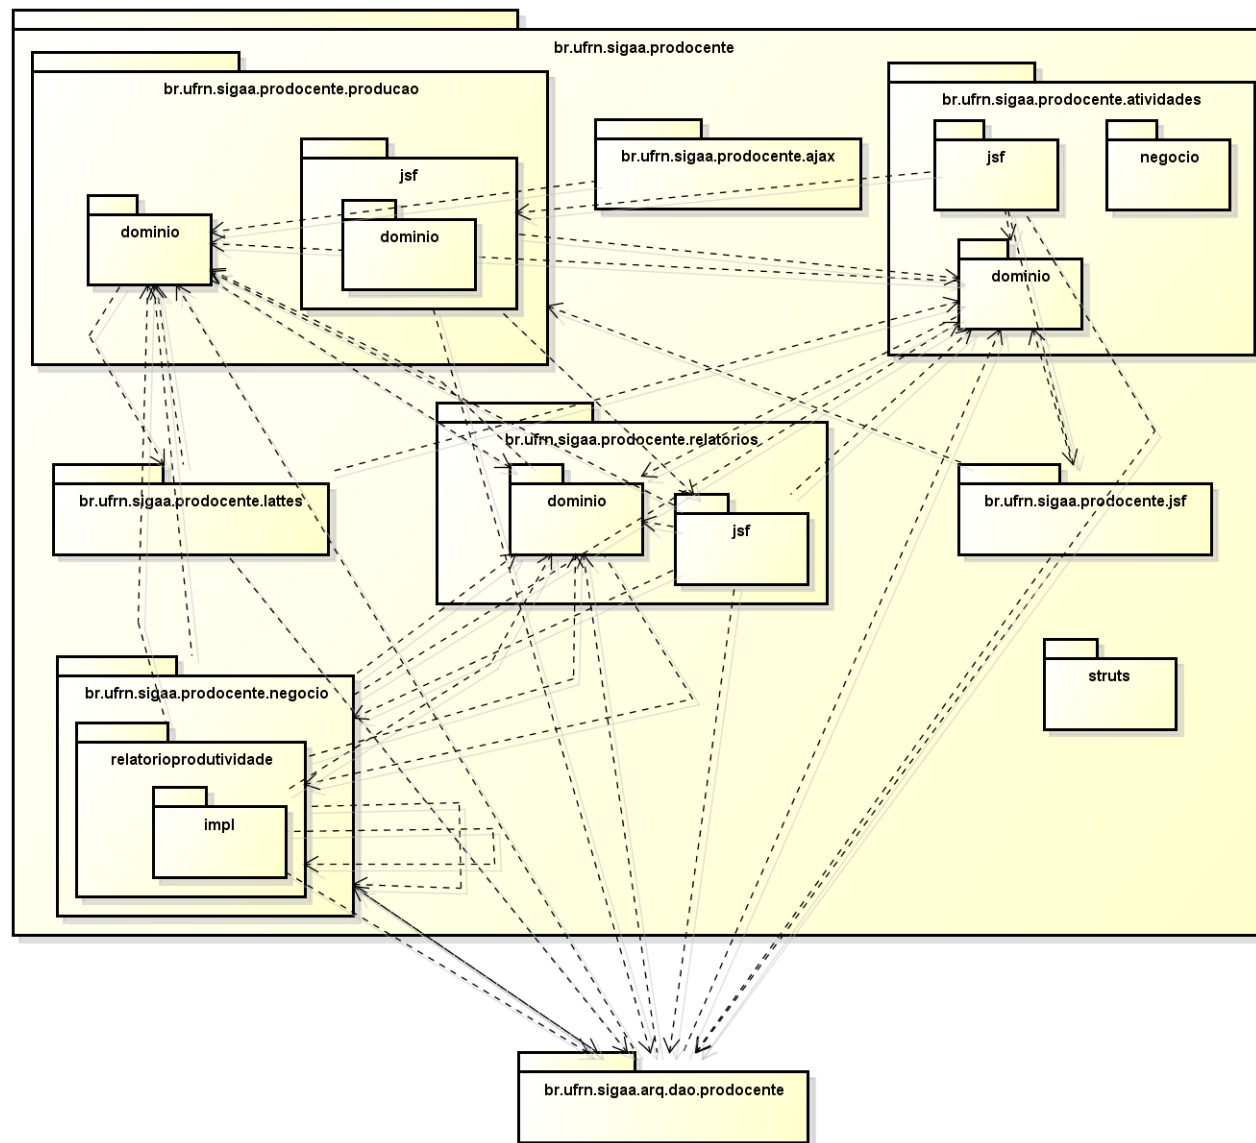 br.ufrn.sigaa.prodocente
br.ufrn.sigaa.prodocente.producao
jsf
dominio
dominio
br.ufrn.sigaa.prodocente.ajax
br.ufrn.sigaa.prodocente.atividades
jsf
negocio
dominio
br.ufrn.sigaa.prodocente.relatórios
dominio
jsf
br.ufrn.sigaa.prodocente.lattes
br.ufrn.sigaa.prodocente.jsf
struts
br.ufrn.sigaa.prodocente.negocio
relatorioprodutividade
impl
br.ufrn.sigaa.arq.dao.prodocente